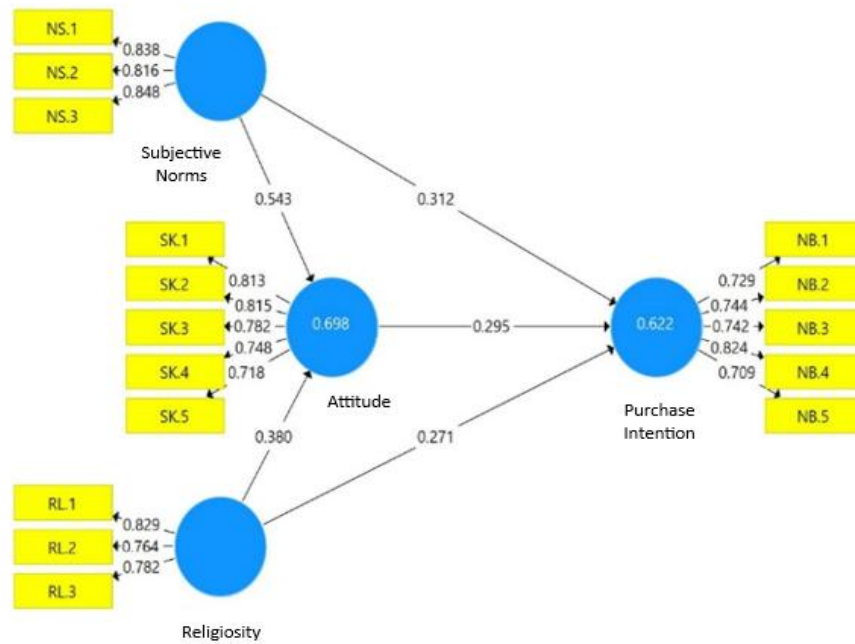 NS.1
0.838
NS.2
0.816
NS.3
0.848
Subjective
Norms
0.543
0.312
SK.1
0.813
SK.2
0.815
SK.3
0.782
SK.4
0.748
SK.5
0.718
0.698
Attitude
0.295
0.622
Purchase
Intention
NB.1
0.729
NB.2
0.744
NB.3
0.742
NB.4
0.824
NB.5
0.709
0.380
0.271
RL.1
0.829
RL.2
0.764
RL.3
0.782
Religiosity